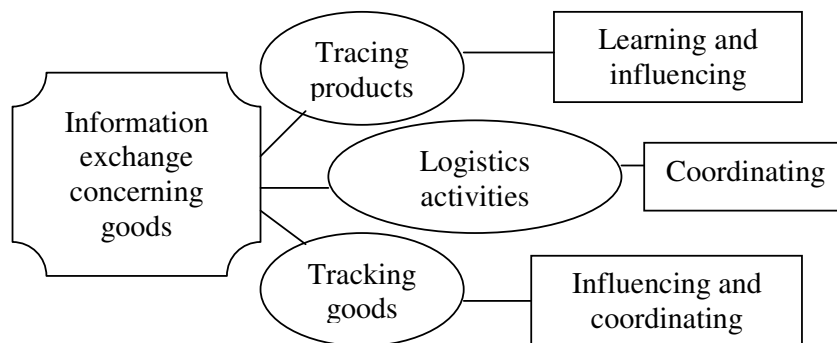 Information
exchange
concerning
goods
Tracing
products
Learning and
influencing
Logistics
activities
Coordinating
Tracking
goods
Influencing and
coordinating